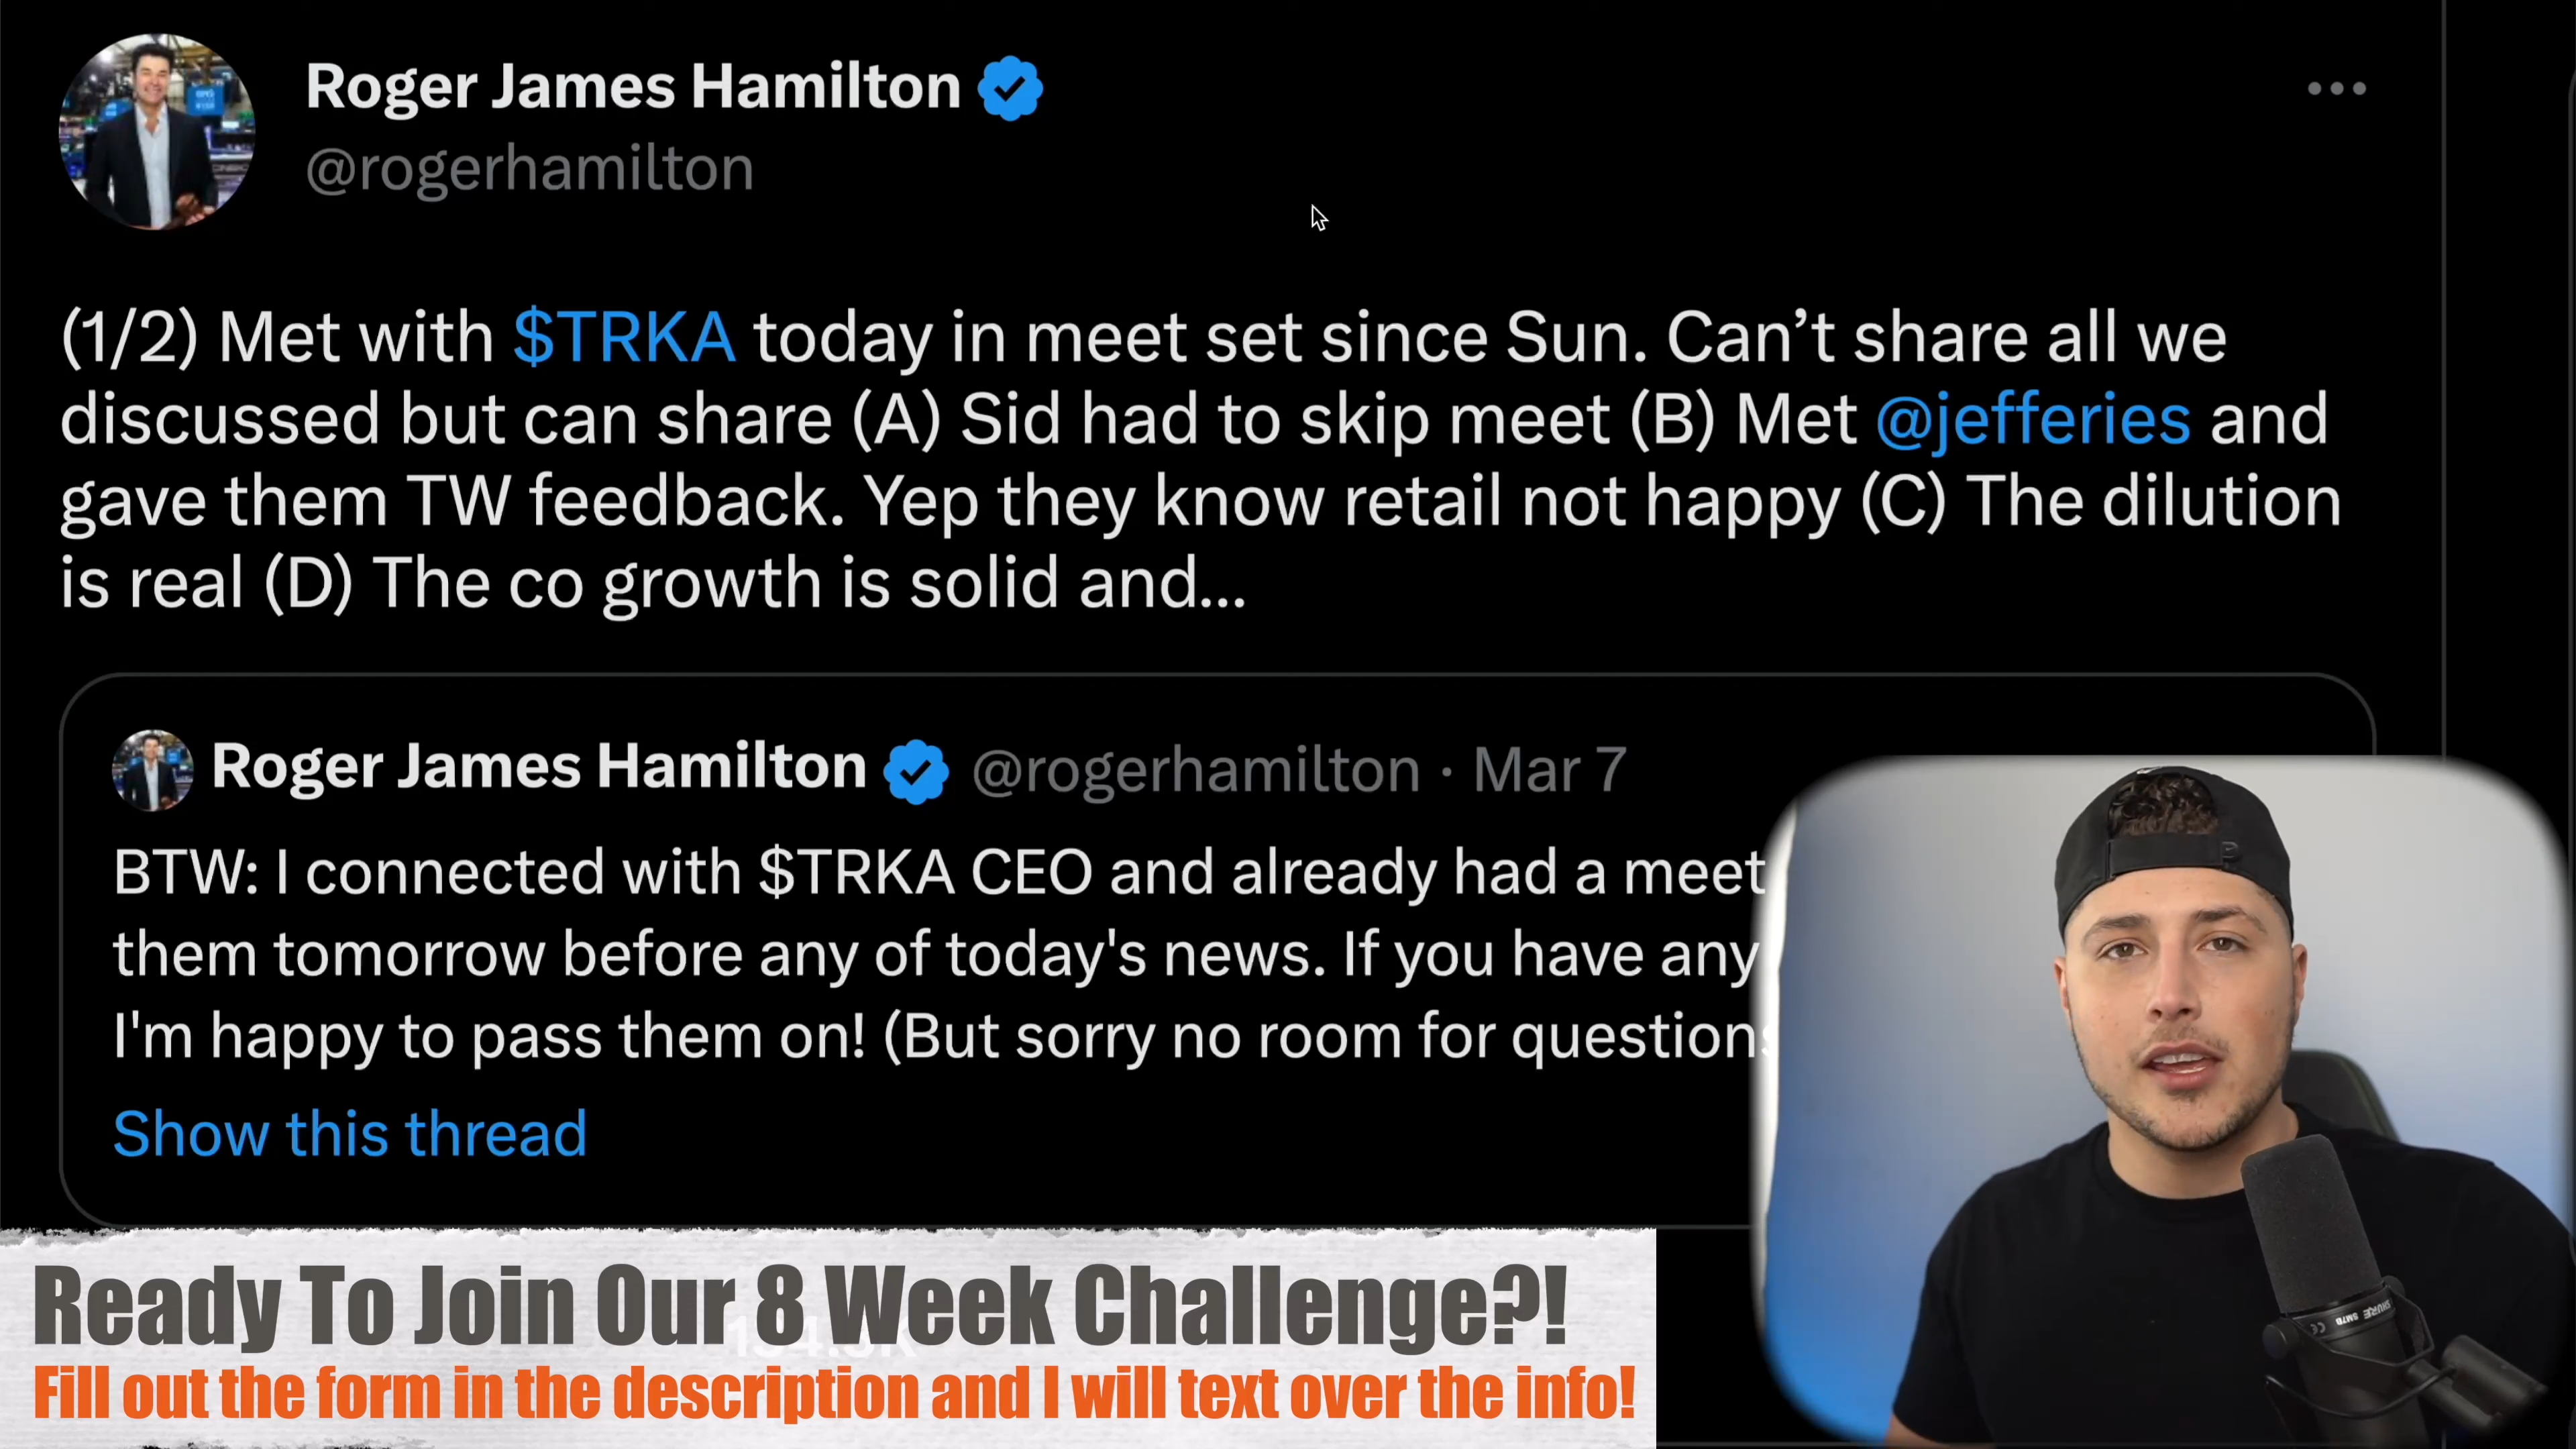 Roger James Hamilton
@rogerhamilton
(1/2) Met with $TRKA today in meet set since Sun. Can’t share all we
discussed but can share (A) Sid had to skip meet (B) Met @jefferies and
gave them TW feedback. Yep they know retail not happy (C) The dilution
is real (D) The co growth is solid and...
Roger James Hamilton @rogerhamilton · Mar 7
BTW: I connected with $TRKA CEO and already had a meet
them tomorrow before any of today's news. If you have any
I'm happy to pass them on! (But sorry no room for questions
Show this thread
Ready To Join Our 8 Week Challenge?!
Fill out the form in the description and I will text over the info!
SHURE
SM7B